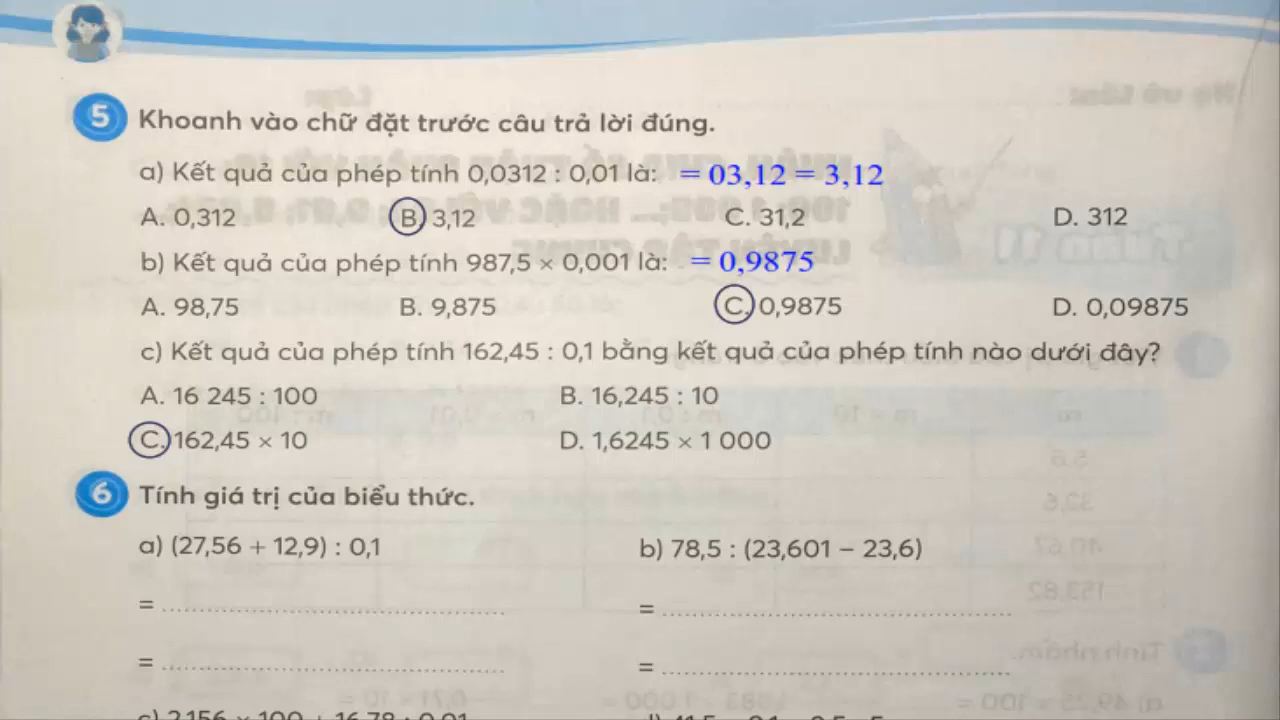 5 Khoanh vào chữ đặt trước câu trả lời đúng.
a) Kết quả của phép tính 0,0312 : 0,01 là: = 03,12 = 3,12
A. 0,312 B. 3,12 C. 31,2 D. 312
b) Kết quả của phép tính 987,5 × 0,001 là: = 0,9875
A. 98,75 B. 9,875 C. 0,9875 D. 0,09875
c) Kết quả của phép tính 162,45 : 0,1 bằng kết quả của phép tính nào dưới đây?
A. 16 245 : 100 B. 16,245 : 10
C. 162,45 × 10 D. 1,6245 × 1 000
6 Tính giá trị của biểu thức.
a) (27,56 + 12,9) : 0,1 b) 78,5 : (23,601 – 23,6)
= =
= =